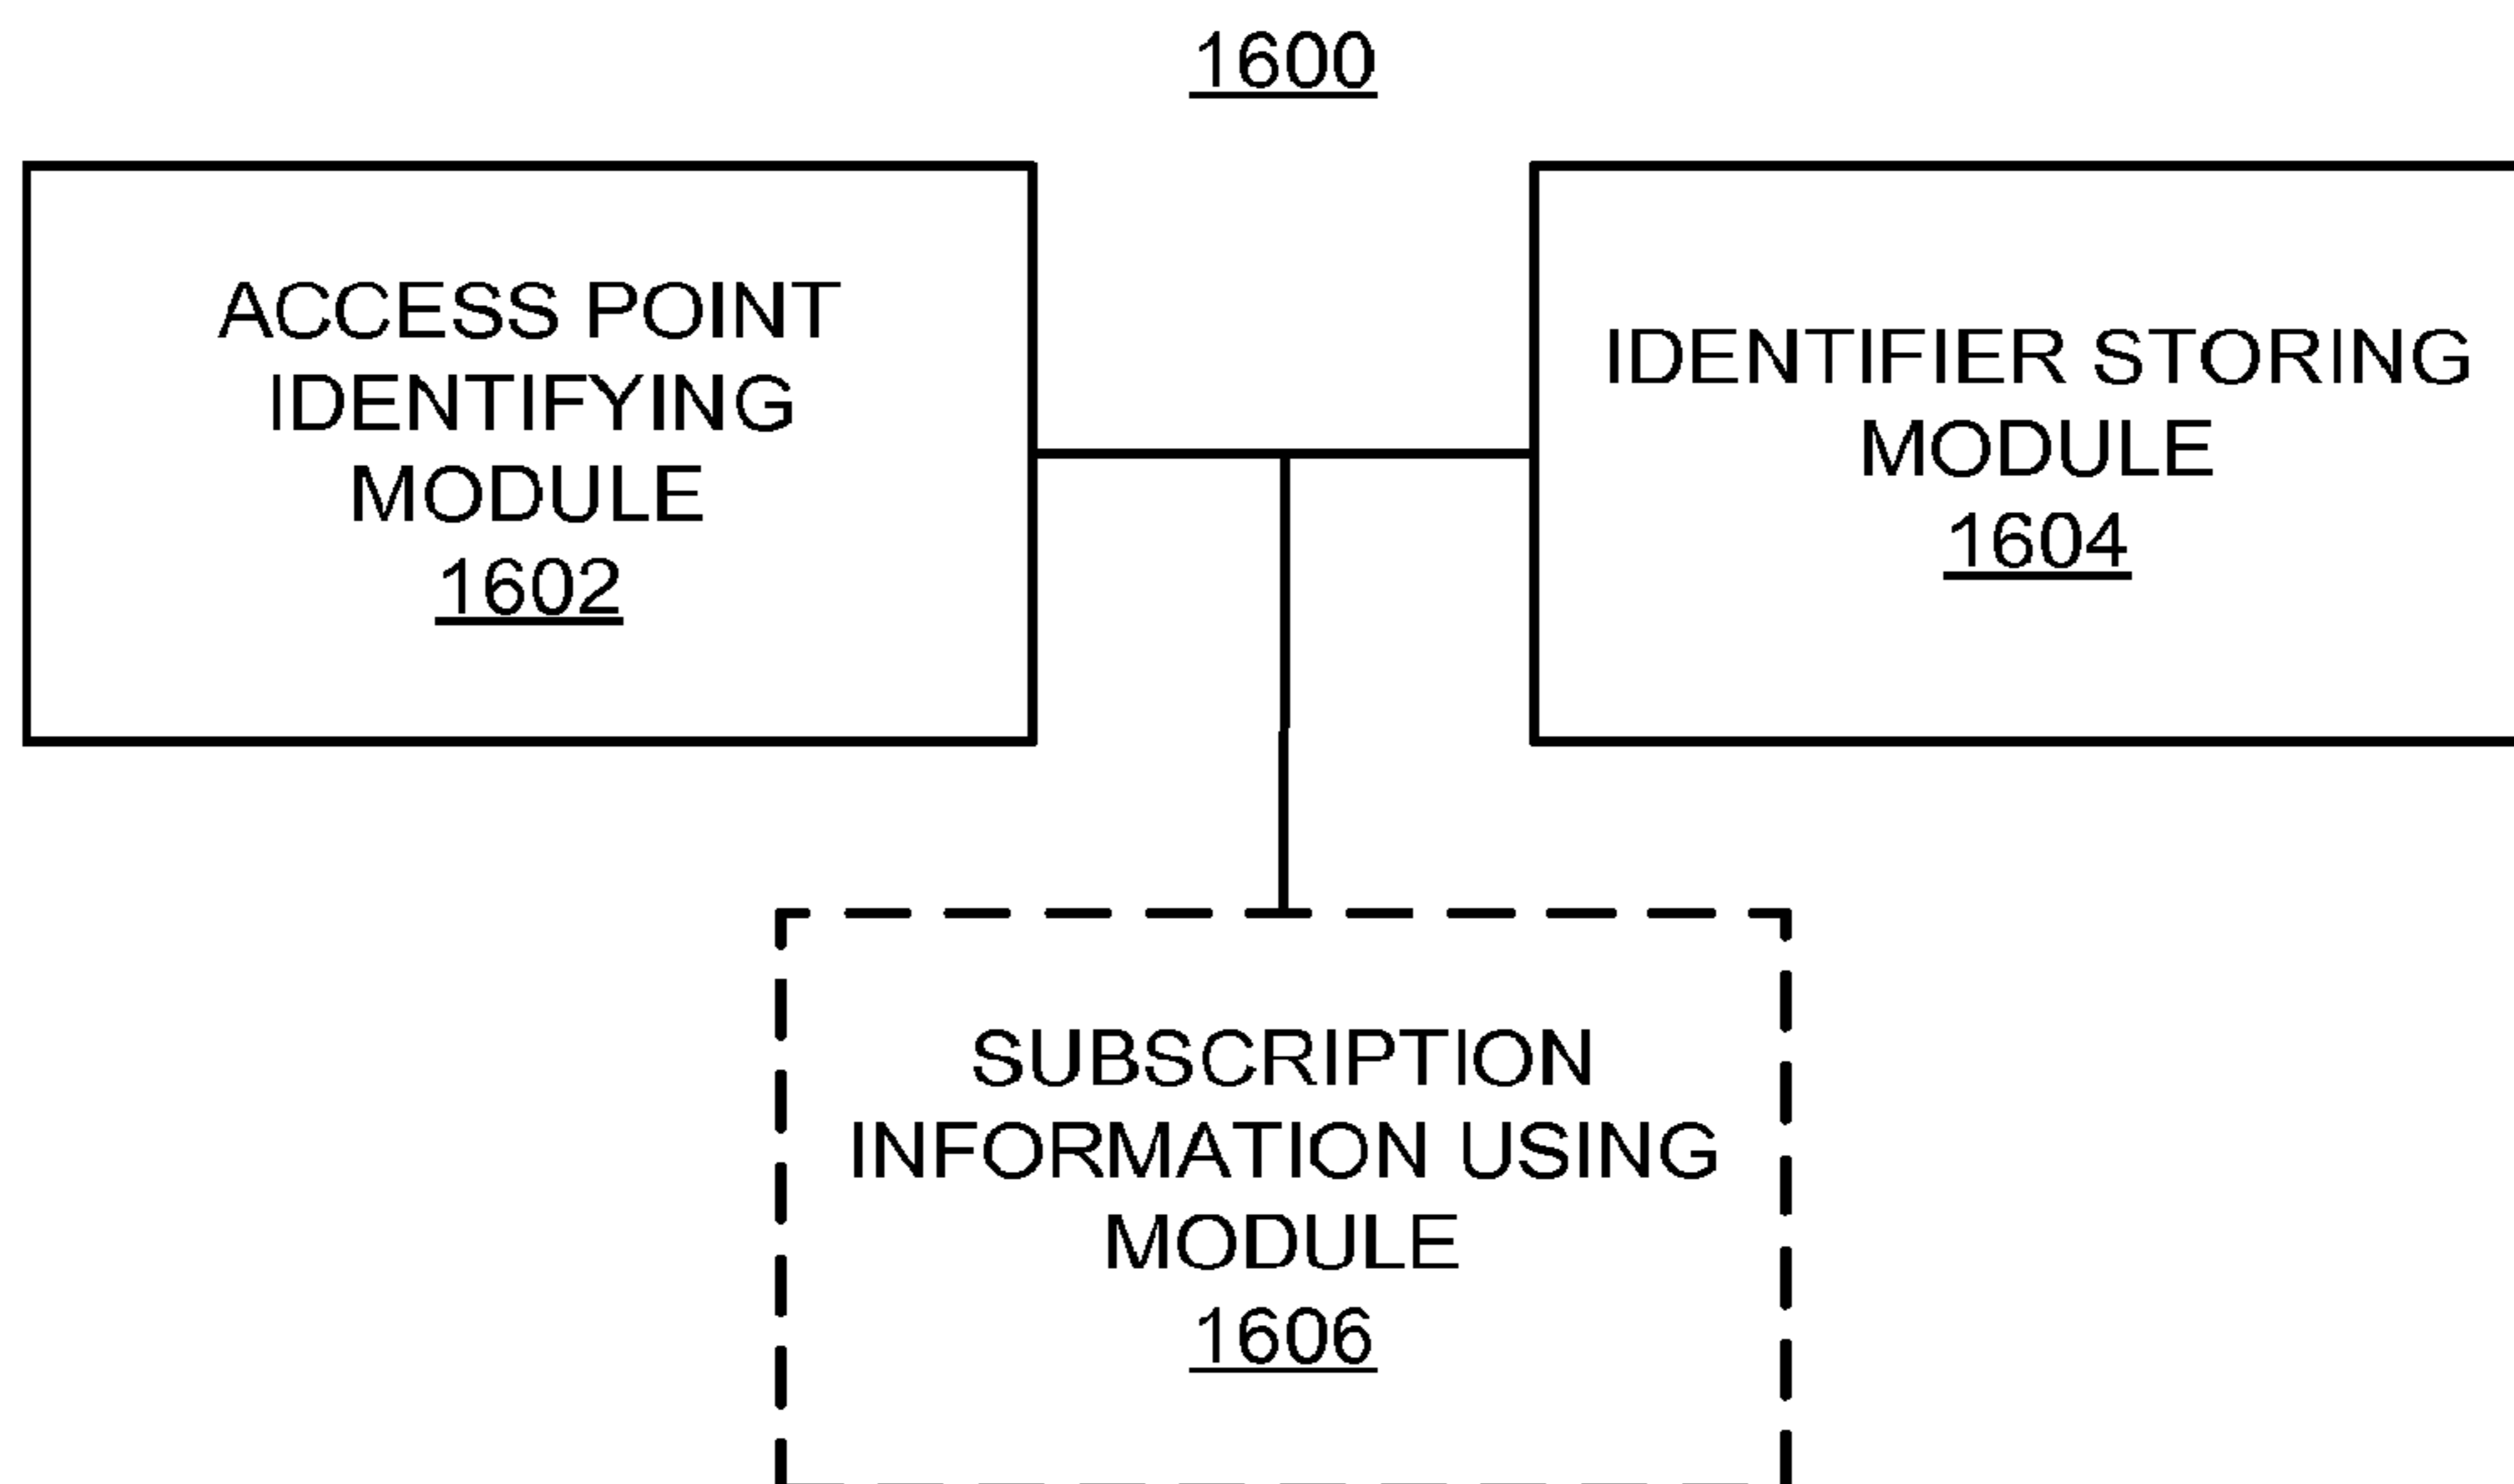 1600
ACCESS POINT
IDENTIFYING
MODULE
1602
IDENTIFIER STORING
MODULE
1604
SUBSCRIPTION
INFORMATION USING
MODULE
1606